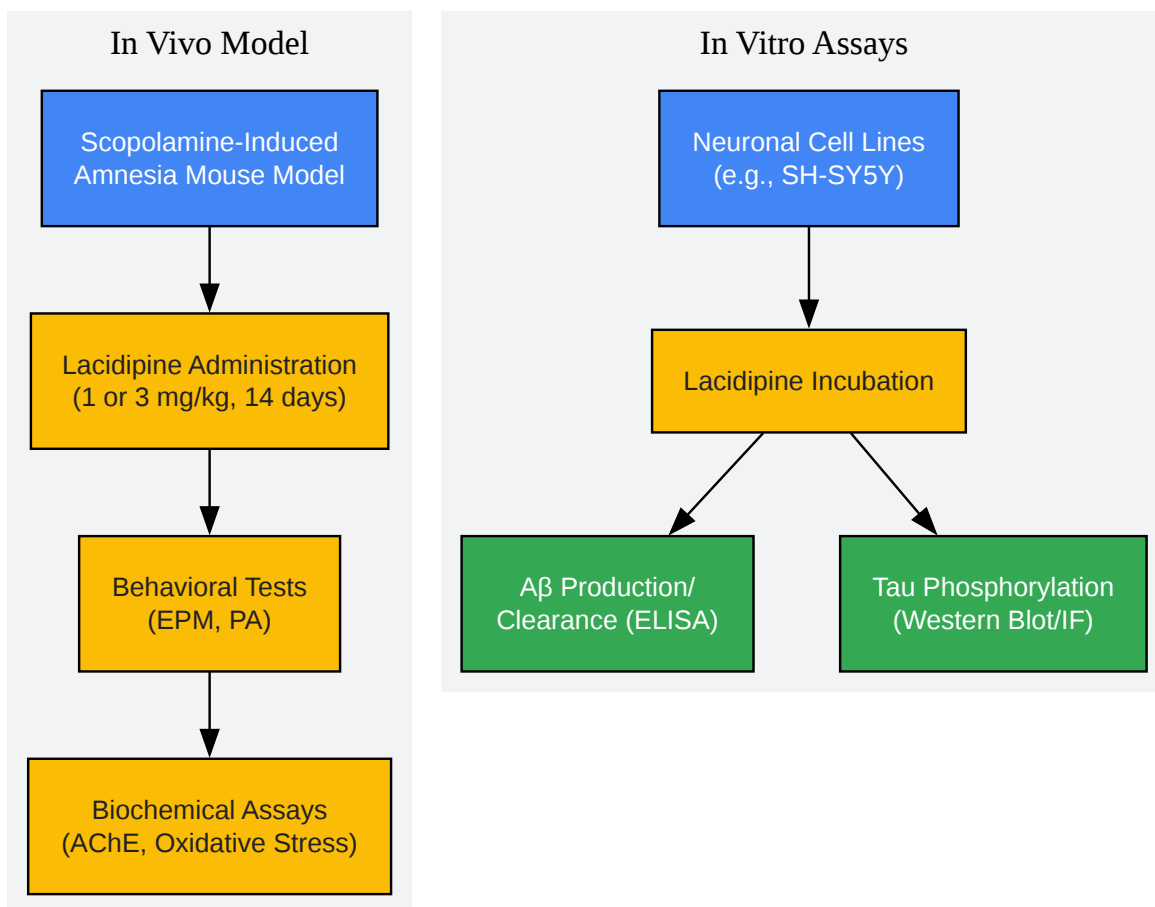 In Vivo Model
Scopolamine-Induced
Amnesia Mouse Model
Lacidipine Administration
(1 or 3 mg/kg, 14 days)
Behavioral Tests
(EPM, PA)
Biochemical Assays
(AChE, Oxidative Stress)
In Vitro Assays
Neuronal Cell Lines
(e.g., SH-SY5Y)
Lacidipine Incubation
Aβ Production/
Clearance (ELISA)
Tau Phosphorylation
(Western Blot/IF)